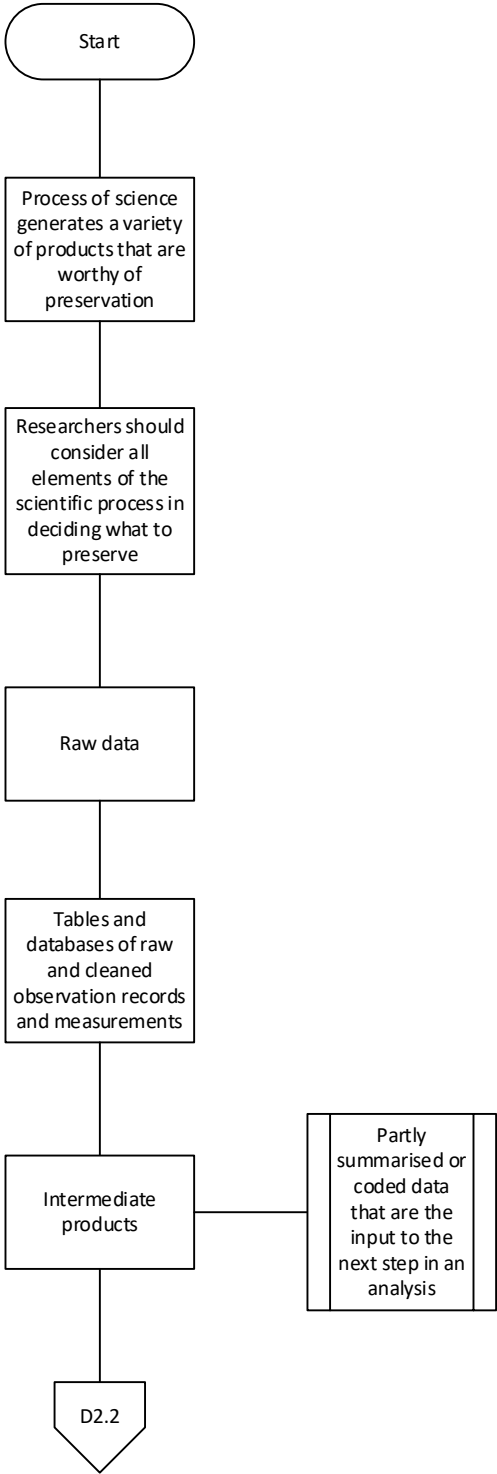 Start
Process of science
generates a variety
of products that are
worthy of
preservation
Researchers should
consider all
elements of the
scientific process in
deciding what to
preserve
Raw data
Tables and
databases of raw
and cleaned
observation records
and measurements
Intermediate
products
Partly
summarised or
coded data
that are the
input to the
next step in an
analysis
D2.2